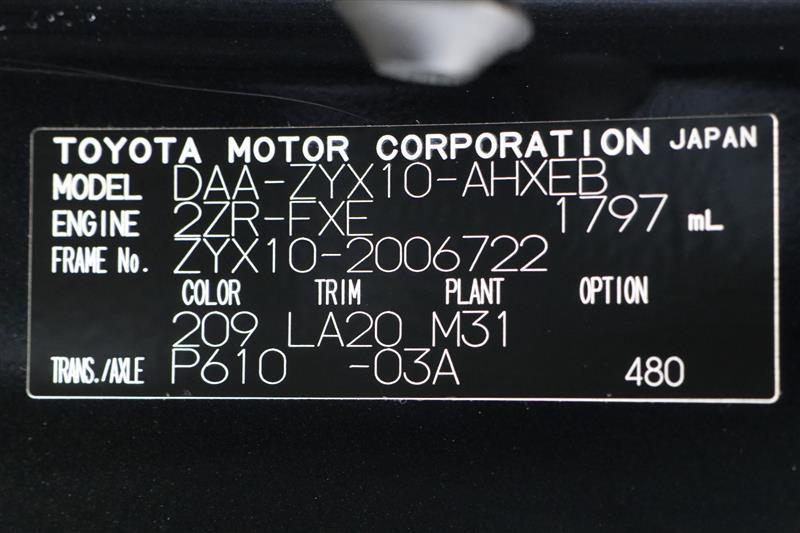 TOYOTA MOTOR CORPORATION JAPAN
MODEL DAA-ZYX10-AHXEB
ENGINE 2ZR-FXE 1797 mL
FRAME No. ZYX10-2006722
COLOR TRIM PLANT OPTION
209 LA20 M31
TRANS./AXLE P610 -03A 480